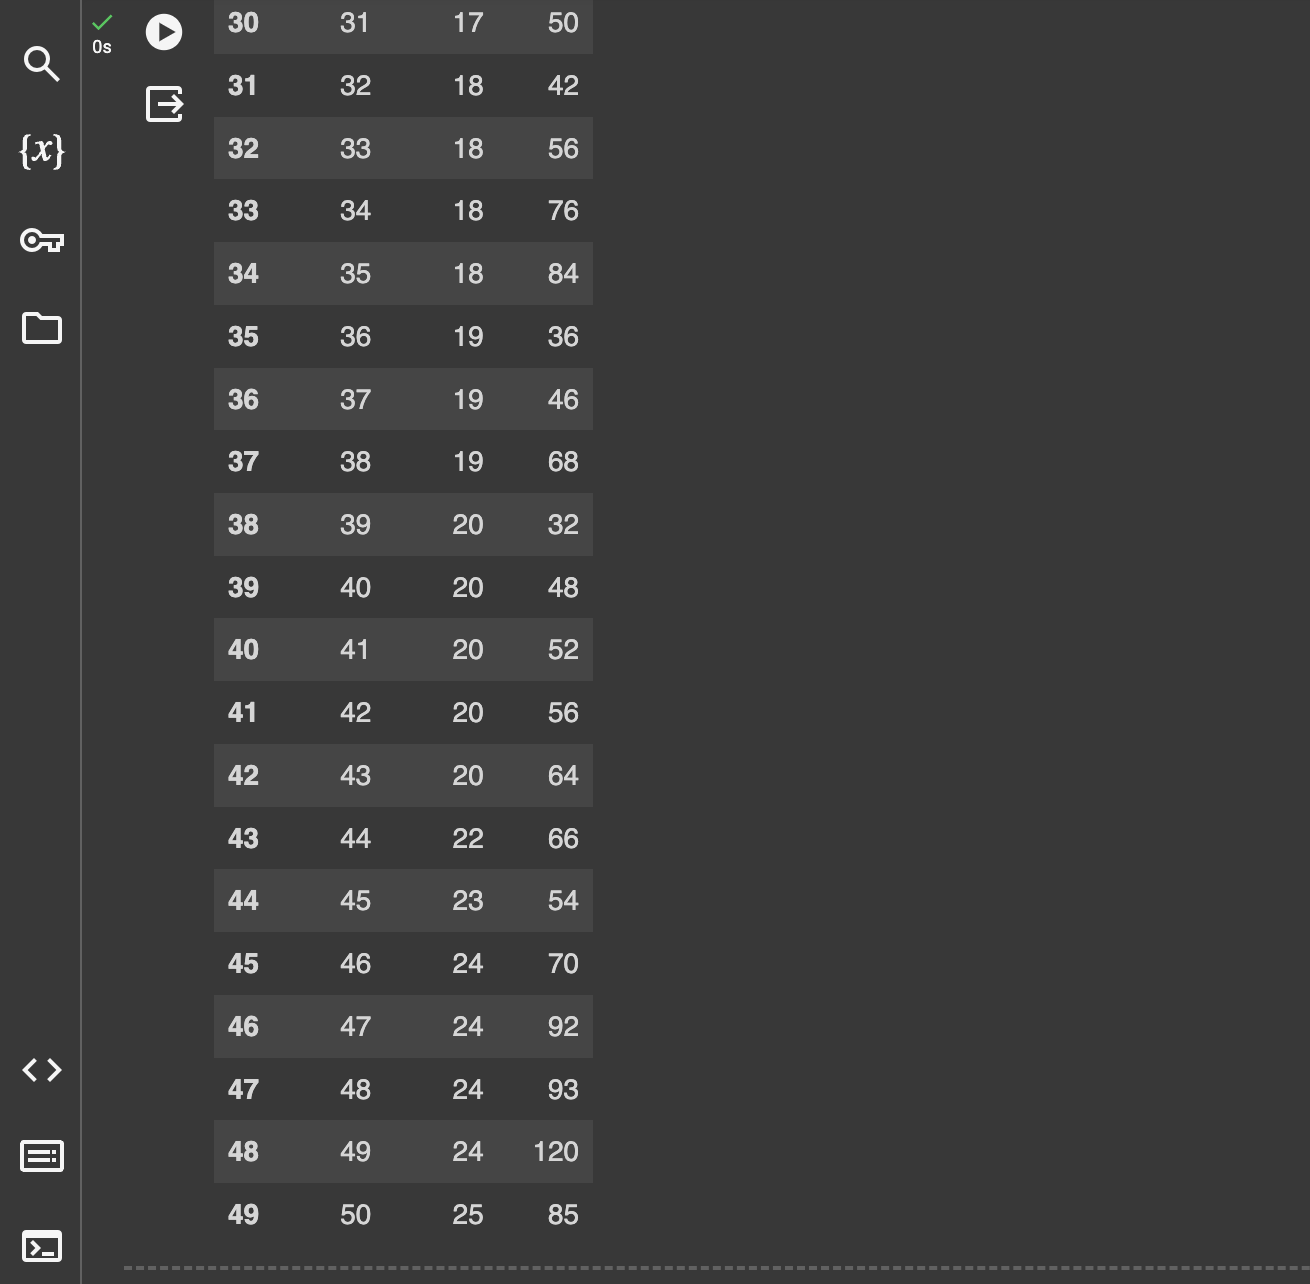 30 31 17 50
0s
31 32 18 42
{x}
32 33 18 56
33 34 18 76
34 35 18 84
35 36 19 36
36 37 19 46
37 38 19 68
38 39 20 32
39 40 20 48
40 41 20 52
41 42 20 56
42 43 20 64
43 44 22 66
44 45 23 54
45 46 24 70
46 47 24 92
47 48 24 93
48 49 24 120
49 50 25 85